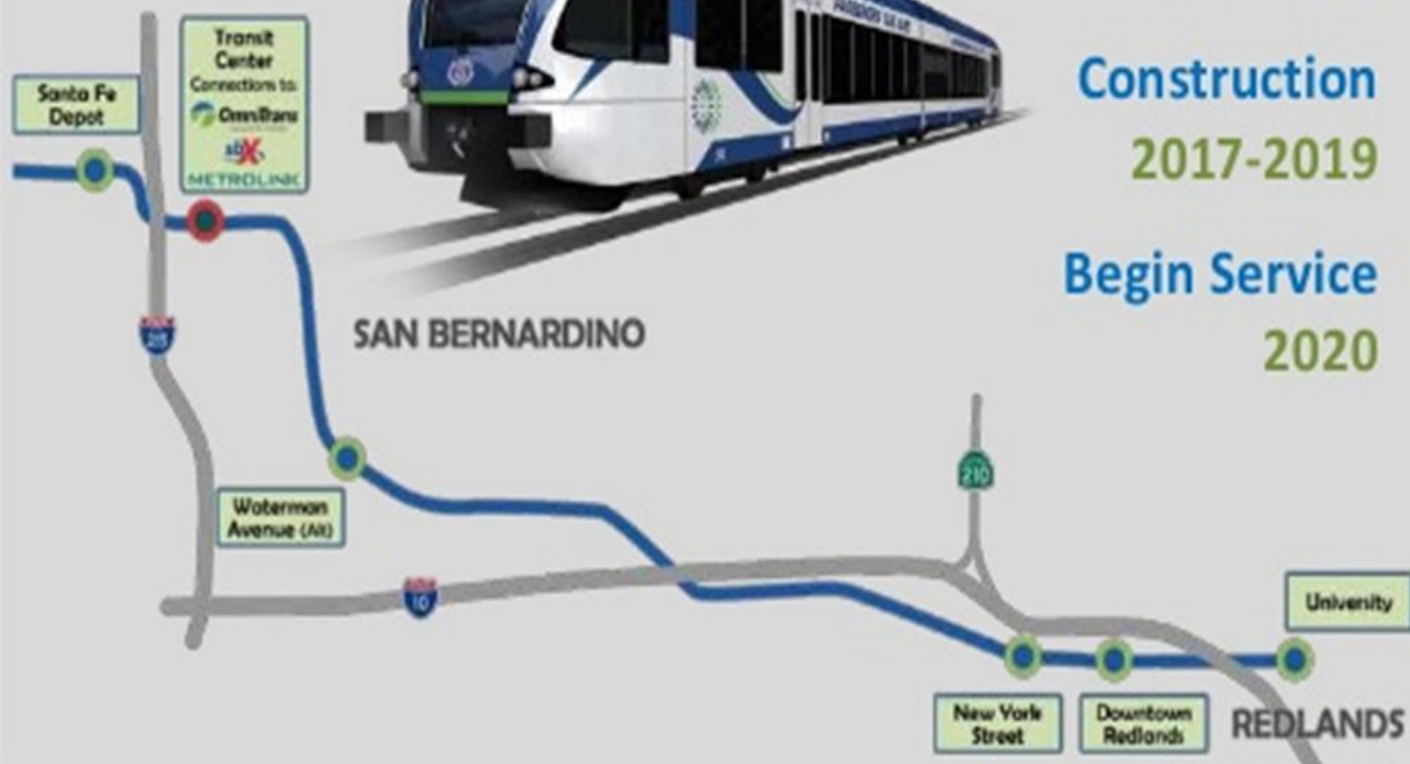 Santa Fe
Depot
Transit
Center
Connections to:
OmniTrans
sbX
METROLINK
Construction
2017-2019
Begin Service
2020
215
SAN BERNARDINO
210
Waterman
Avenue (Alt)
10
University
New York
Street
Downtown
Redlands
REDLANDS